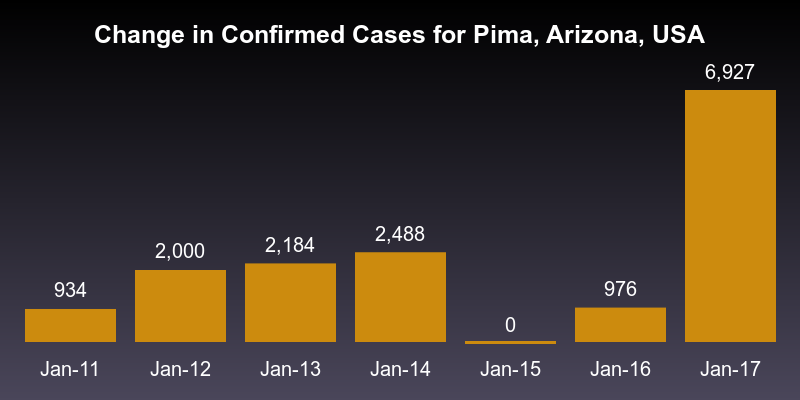 Change in Confirmed Cases for Pima, Arizona, USA
934
2,000
2,184
2,488
0
976
6,927
Jan-11
Jan-12
Jan-13
Jan-14
Jan-15
Jan-16
Jan-17